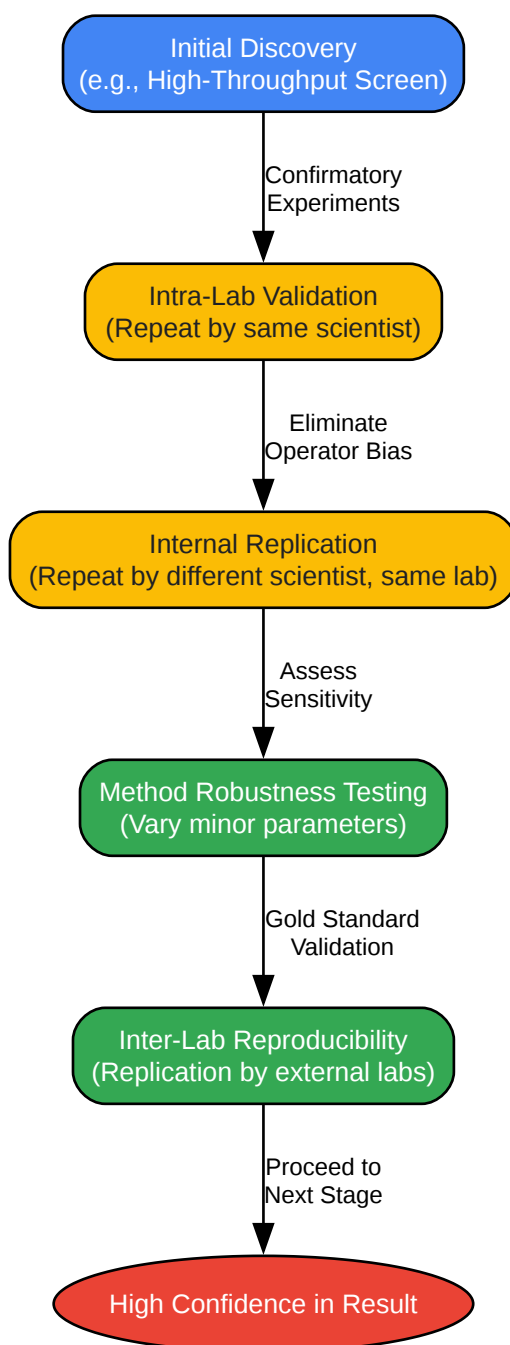 Initial Discovery
(e.g., High-Throughput Screen)
Confirmatory
Experiments
Intra-Lab Validation
(Repeat by same scientist)
Eliminate
Operator Bias
Internal Replication
(Repeat by different scientist, same lab)
Assess
Sensitivity
Method Robustness Testing
(Vary minor parameters)
Gold Standard
Validation
Inter-Lab Reproducibility
(Replication by external labs)
Proceed to
Next Stage
High Confidence in Result